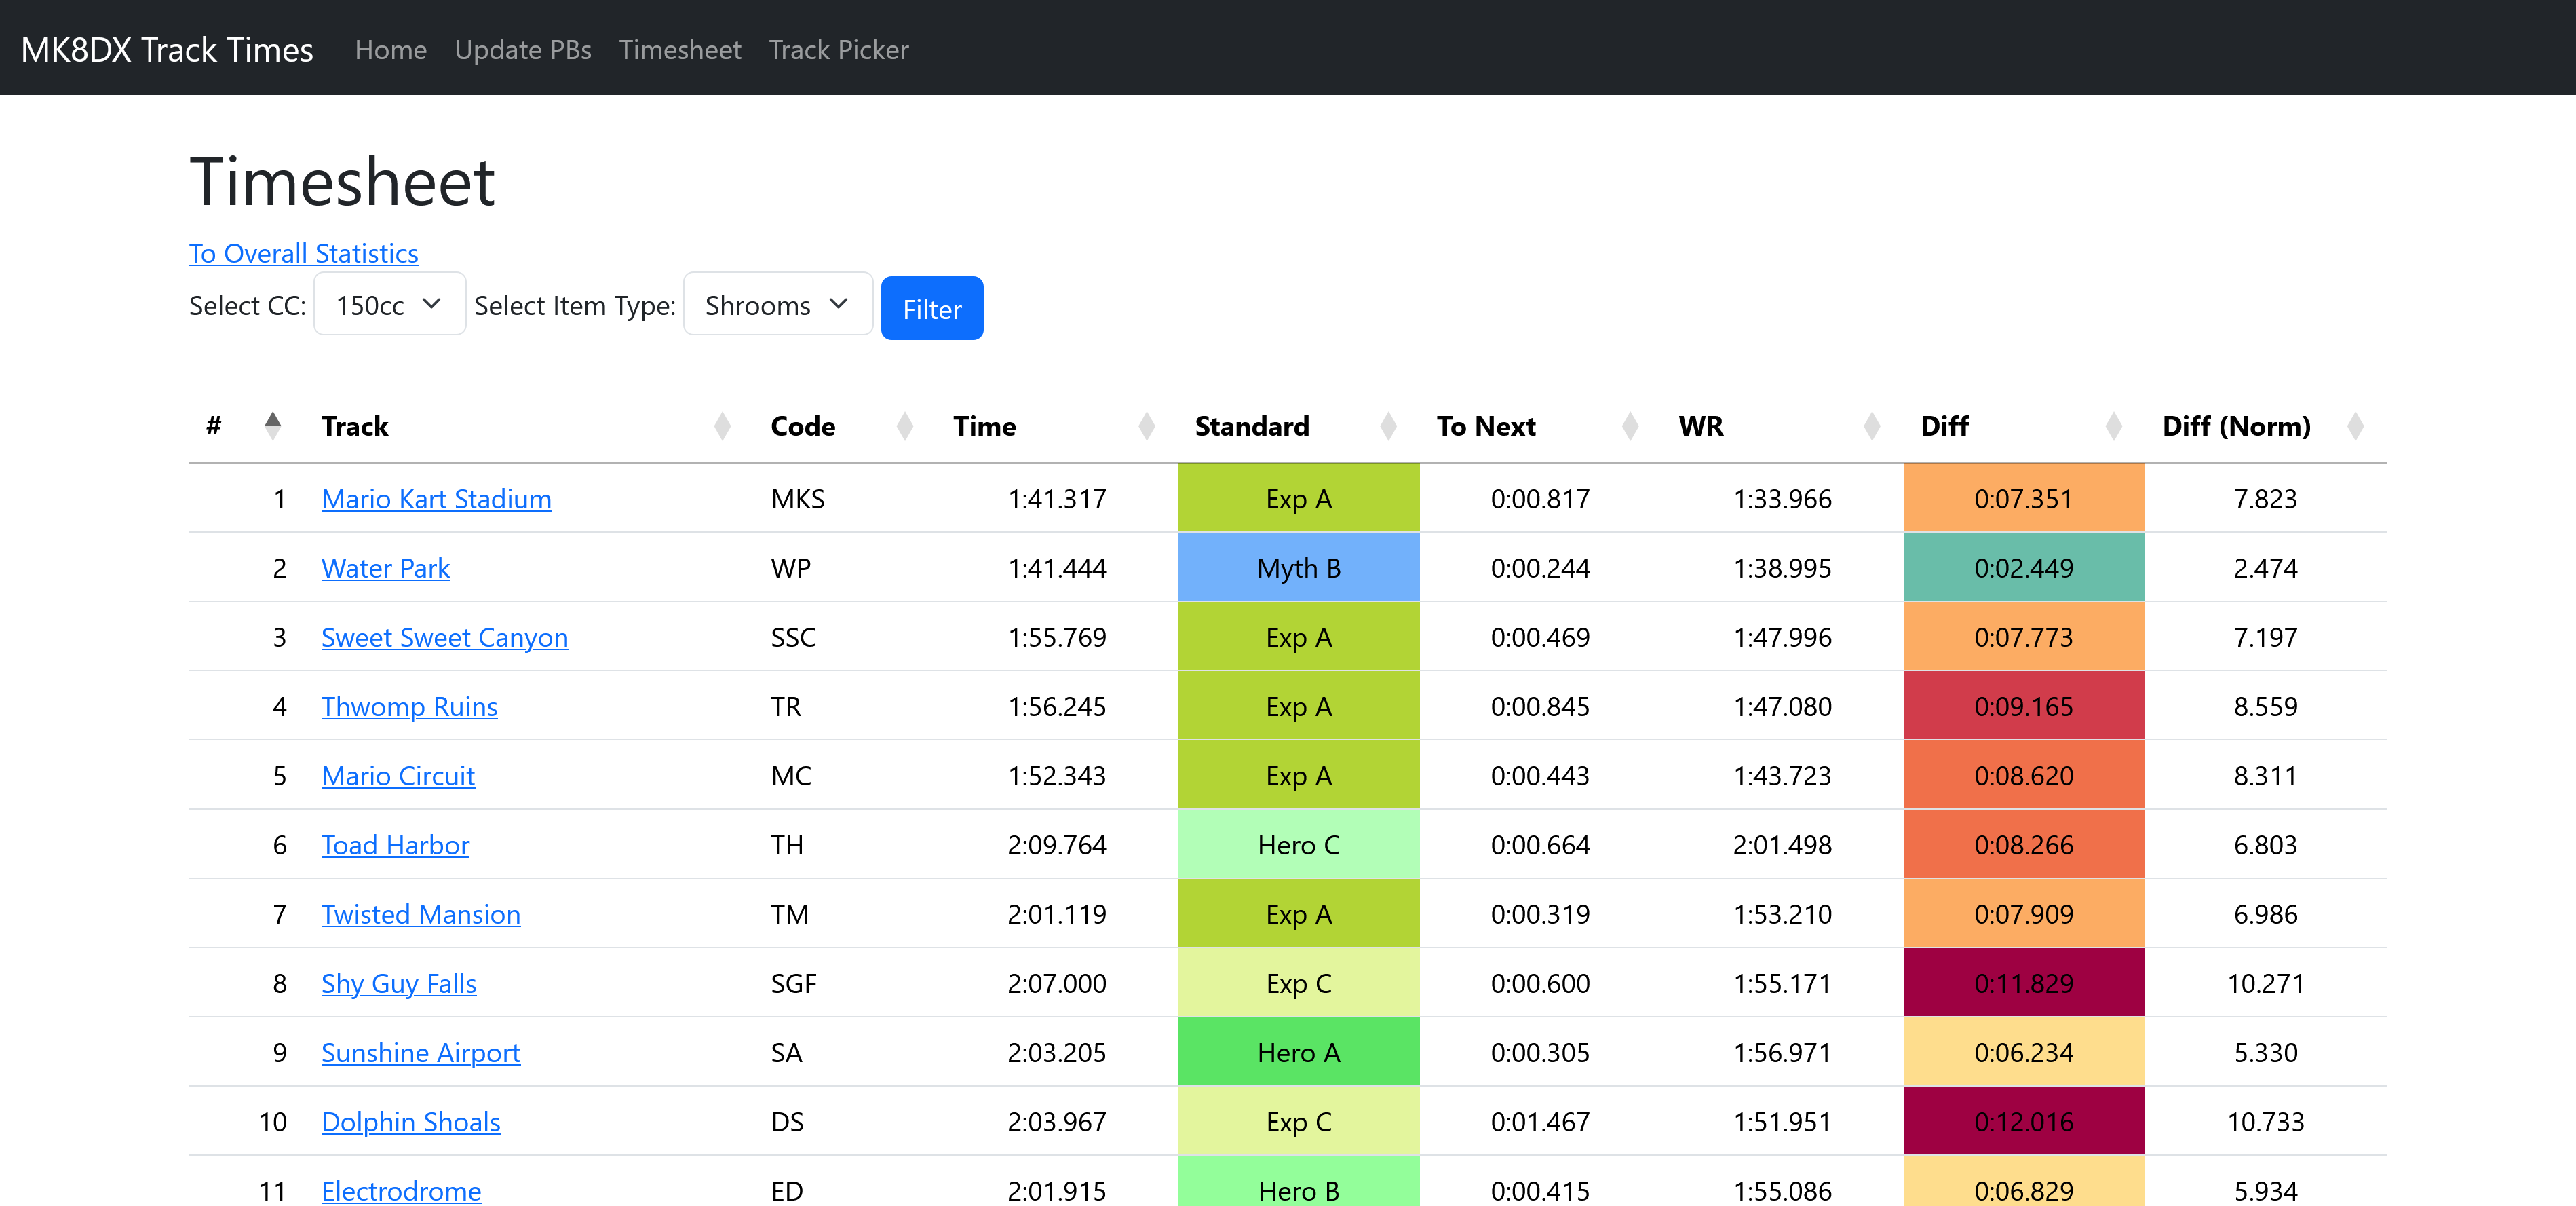 MK8DX Track Times Home Update PBs Timesheet Track Picker
Timesheet
To Overall Statistics
Select CC: 150cc Select Item Type: Shrooms Filter
# Track Code Time Standard To Next WR Diff Diff (Norm)
1 Mario Kart Stadium MKS 1:41.317 Exp A 0:00.817 1:33.966 0:07.351 7.823
2 Water Park WP 1:41.444 Myth B 0:00.244 1:38.995 0:02.449 2.474
3 Sweet Sweet Canyon SSC 1:55.769 Exp A 0:00.469 1:47.996 0:07.773 7.197
4 Thwomp Ruins TR 1:56.245 Exp A 0:00.845 1:47.080 0:09.165 8.559
5 Mario Circuit MC 1:52.343 Exp A 0:00.443 1:43.723 0:08.620 8.311
6 Toad Harbor TH 2:09.764 Hero C 0:00.664 2:01.498 0:08.266 6.803
7 Twisted Mansion TM 2:01.119 Exp A 0:00.319 1:53.210 0:07.909 6.986
8 Shy Guy Falls SGF 2:07.000 Exp C 0:00.600 1:55.171 0:11.829 10.271
9 Sunshine Airport SA 2:03.205 Hero A 0:00.305 1:56.971 0:06.234 5.330
10 Dolphin Shoals DS 2:03.967 Exp C 0:01.467 1:51.951 0:12.016 10.733
11 Electrodrome ED 2:01.915 Hero B 0:00.415 1:55.086 0:06.829 5.934